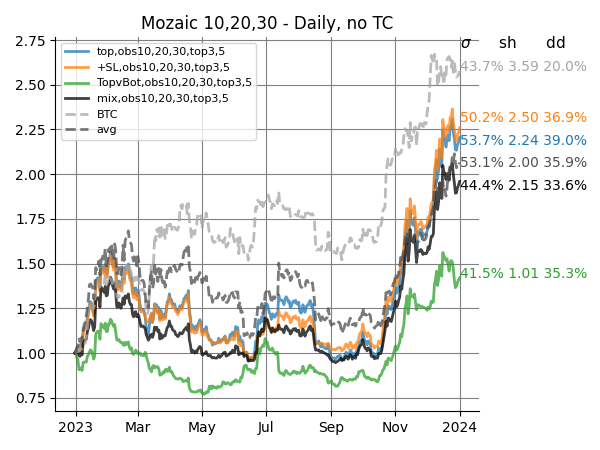 Mozaic 10,20,30 - Daily, no TC
σ sh dd
top,obs10,20,30,top3,5
+SL,obs10,20,30,top3,5
TopvBot,obs10,20,30,top3,5
mix,obs10,20,30,top3,5
BTC
avg
43.7% 3.59 20.0%
50.2% 2.50 36.9%
53.7% 2.24 39.0%
53.1% 2.00 35.9%
44.4% 2.15 33.6%
41.5% 1.01 35.3%
2.75
2.50
2.25
2.00
1.75
1.50
1.25
1.00
0.75
2023 Mar May Jul Sep Nov 2024